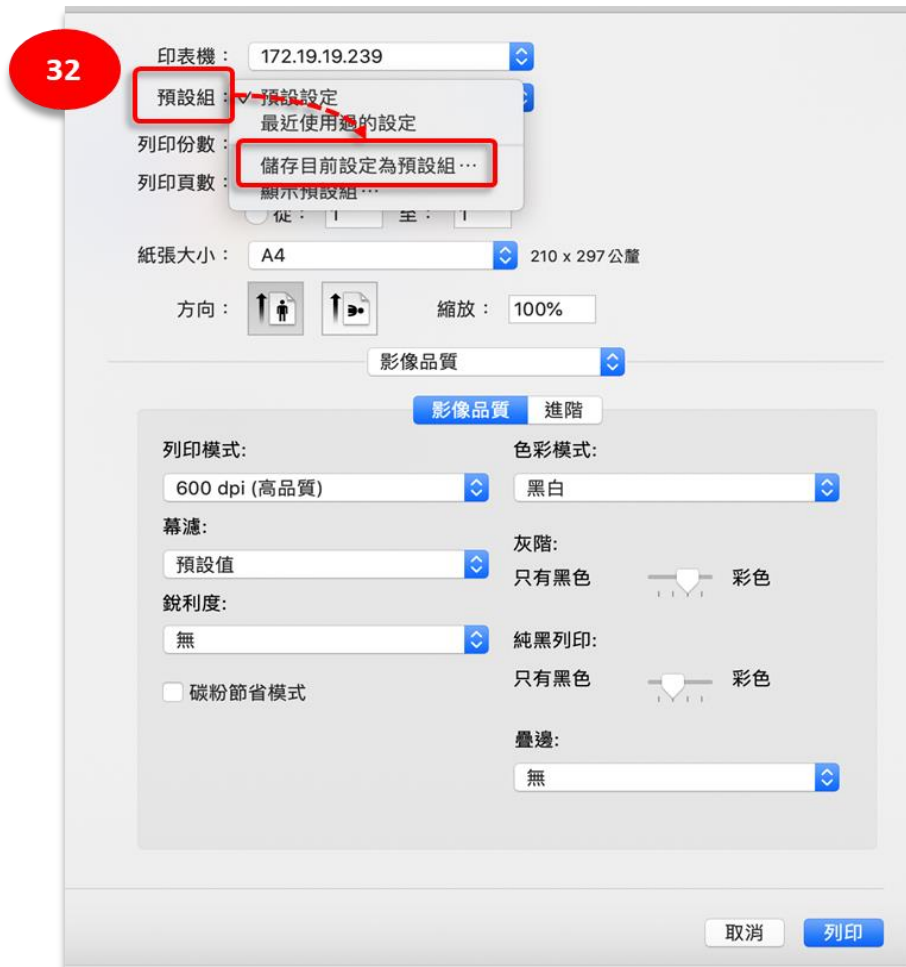 32
印表機： 172.19.19.239
預設組： ✓ 預設設定
最近使用過的設定
列印份數：
儲存目前設定為預設組…
列印頁數：
顯示預設組…
從： 1 至： 1
紙張大小： A4 210 x 297 公釐
方向： 縮放： 100%
影像品質
影像品質 進階
列印模式: 色彩模式:
600 dpi (高品質) 黑白
幕濾: 灰階:
預設值 只有黑色 彩色
銳利度:
無 純黑列印:
碳粉節省模式 只有黑色 彩色
疊邊:
無
取消 列印